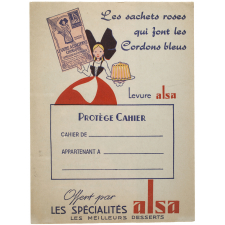 Les sachets roses
qui font les
Cordons bleus
Levure alsa
PROTÈGE CAHIER
CAHIER DE
APPARTENANT A
Offert par
LES SPÉCIALITÉS alsa
LES MEILLEURS DESSERTS